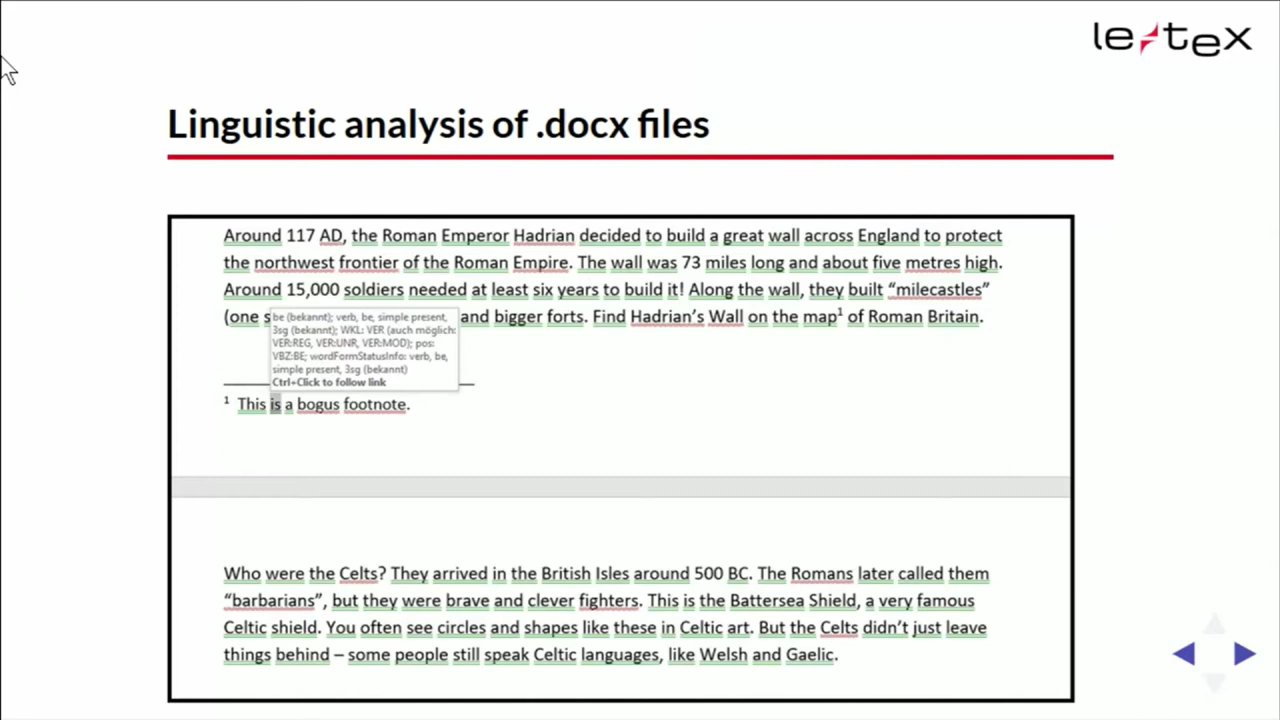 le-tex
Linguistic analysis of .docx files
Around 117 AD, the Roman Emperor Hadrian decided to build a great wall across England to protect
the northwest frontier of the Roman Empire. The wall was 73 miles long and about five metres high.
Around 15,000 soldiers needed at least six years to build it! Along the wall, they built “milecastles”
(one s and bigger forts. Find Hadrian’s Wall on the map1 of Roman Britain.
be (bekannt); verb, be, simple present,
3sg (bekannt); WKL: VER (auch möglich:
VER:REG, VER:UNR, VER:MOD); pos:
VBZ:BE; wordFormStatusInfo: verb, be,
simple present, 3sg (bekannt)
Ctrl+Click to follow link
1 This is a bogus footnote.
Who were the Celts? They arrived in the British Isles around 500 BC. The Romans later called them
“barbarians”, but they were brave and clever fighters. This is the Battersea Shield, a very famous
Celtic shield. You often see circles and shapes like these in Celtic art. But the Celts didn’t just leave
things behind – some people still speak Celtic languages, like Welsh and Gaelic.